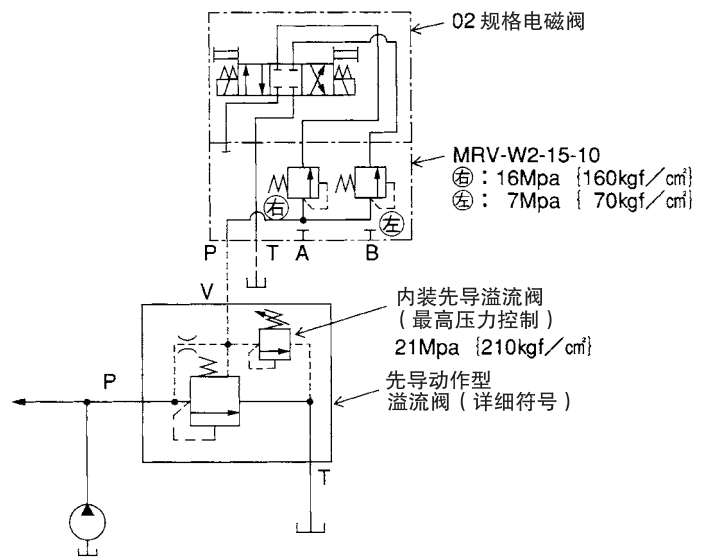 02 规格电磁阀
MRV-W2-15-10
㊨：16Mpa {160kgf／c㎡}
㊧： 7Mpa { 70kgf／c㎡}
右
左
P T A B
V
内装先导溢流阀
（最高压力控制）
21Mpa {210kgf／c㎡}
P
先导动作型
溢流阀（详细符号）
T